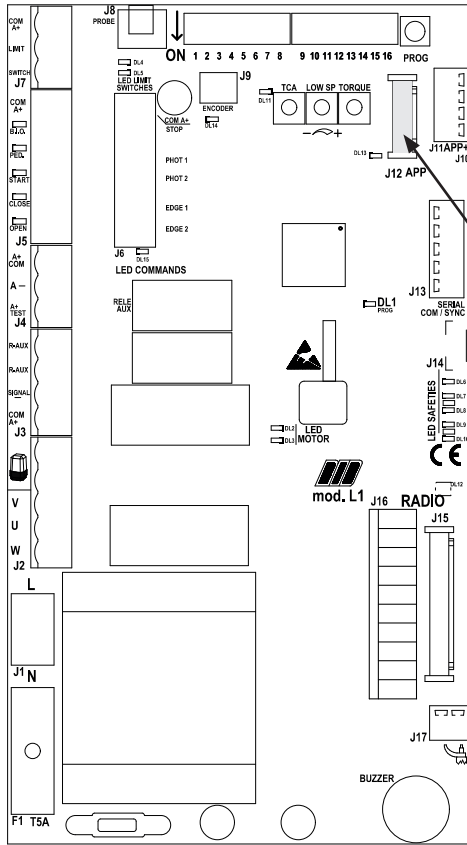 J8
PROBE
ON 1 2 3 4 5 6 7 8 9 10 11 12 13 14 15 16 PROG
COM
A+
LIMIT
SWITCH
J7
DL4
DL5
LED LIMIT
SWITCHES
J9
ENCODER
COM A+
STOP
DL14
DL11
TCA LOW SP TORQUE
− +
DL13
J12 APP
J11 APP+
J10
COM
A+
B.I.O.
PED.
START
CLOSE
OPEN
J5
PHOT 1
PHOT 2
EDGE 1
EDGE 2
J6
DL15
LED COMMANDS
A+
COM
A −
A+
TEST
J4
RELE
AUX
DL1
PROG
J13
SERIAL
COM / SYNC
R-AUX
R-AUX
SIGNAL
−
COM
A+
J3
J14
LED SAFETIES
DL6
DL7
DL8
DL9
DL10
CE
DL2
DL3
LED
MOTOR
mod. L1
DL12
RADIO
J16
J15
V
U
W
J2
L
J1 N
F1 T5A
J17
BUZZER